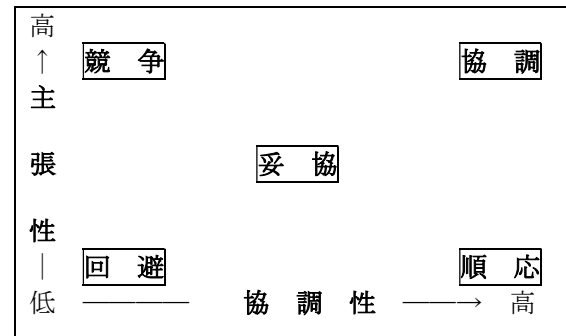 高
↑ 競 争 協 調
主
張 妥 協
性
｜ 回 避 順 応
低 ―――― 協 調 性 ―――→ 高